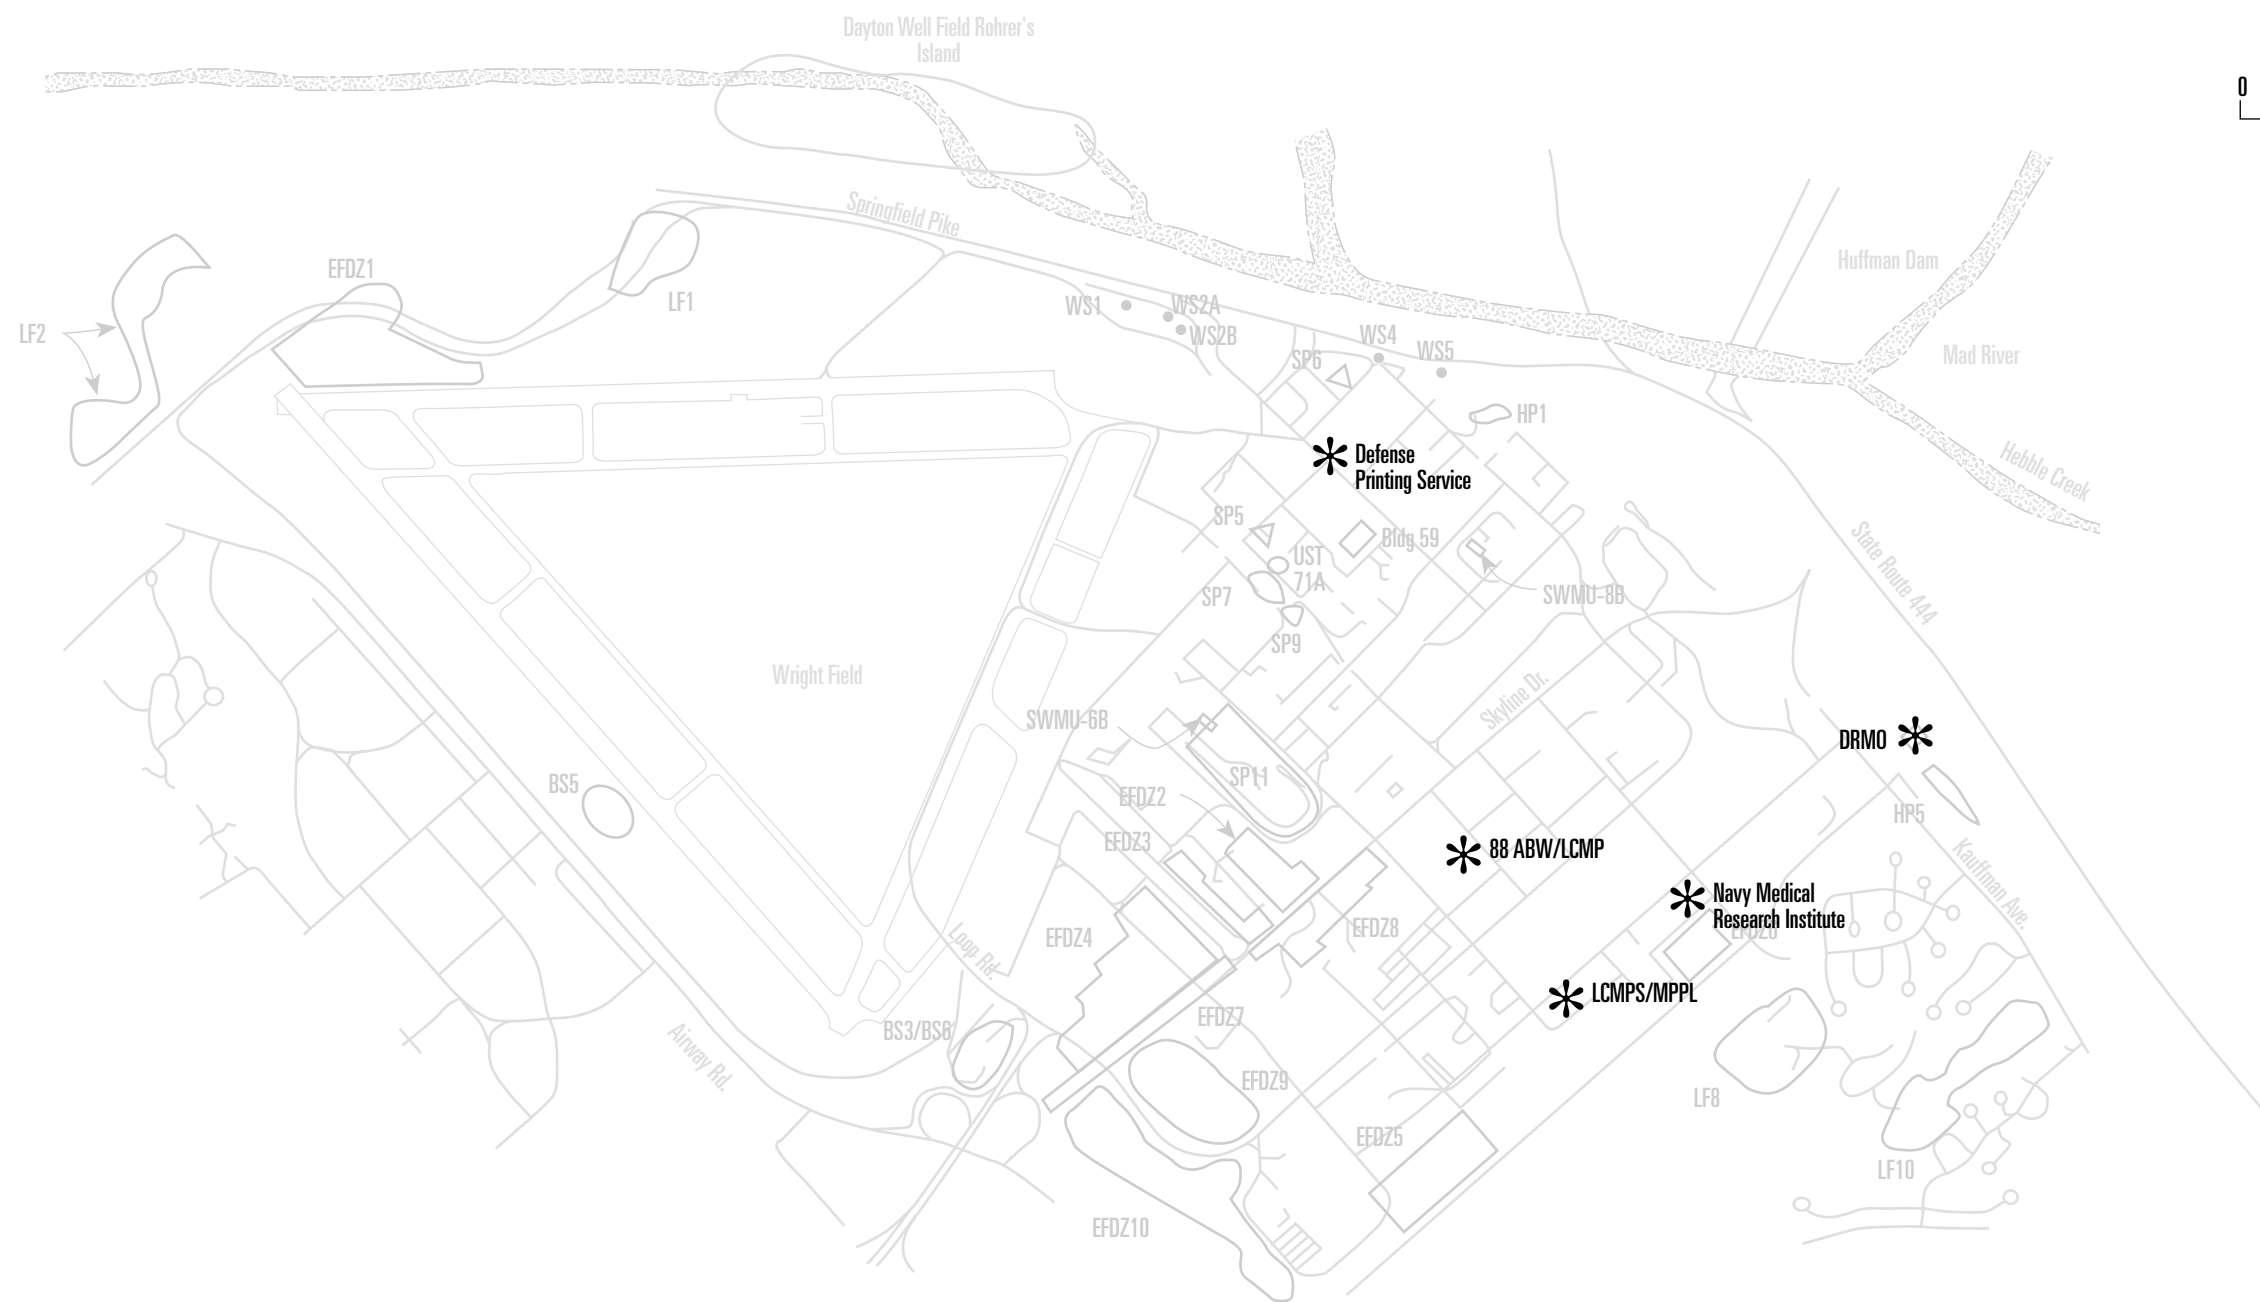 Dayton Well Field Rohrer's
Island
0
Springfield Pike
Huffman Dam
EFDZ1
LF1
LF2
WS1
WS2A
WS2B
WS4
WS5
SP6
Mad River
HP1
Defense
Printing Service
Hebble Creek
SP5
Bldg 59
UST
71A
State Route 444
SP7
SWMU-8B
SP9
Wright Field
Skyline Dr.
SWMU-6B
DRMO
SP11
BS5
EFDZ2
HP5
EFDZ3
88 ABW/LCMP
Kauffman Ave.
Navy Medical
Research Institute
EFDZ8
EFDZ6
EFDZ4
Loop Rd.
LCMPS/MPPL
EFDZ7
BS3/BS6
Airway Rd.
EFDZ9
LF8
EFDZ5
LF10
EFDZ10